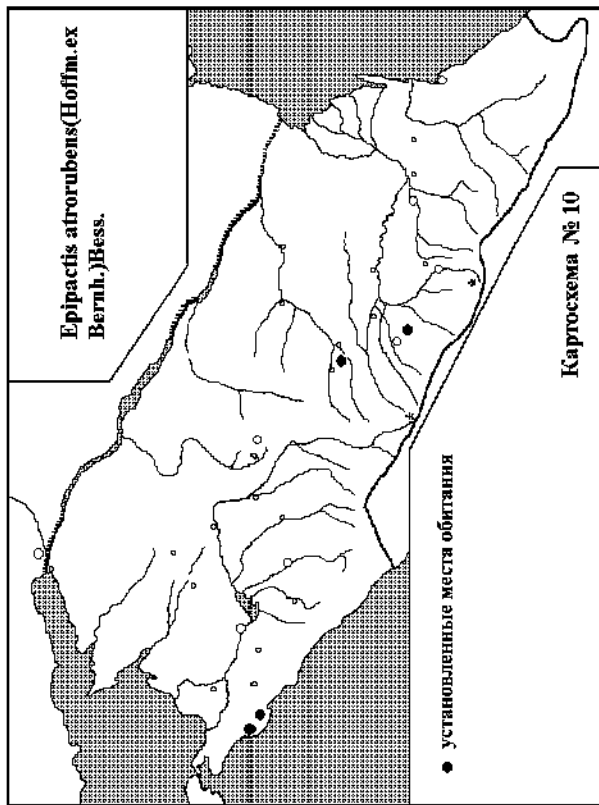 Epipactis atrorubens(Hoffm.ex
Bernh.)Bess.
Картосхема № 10
установленные места обитания